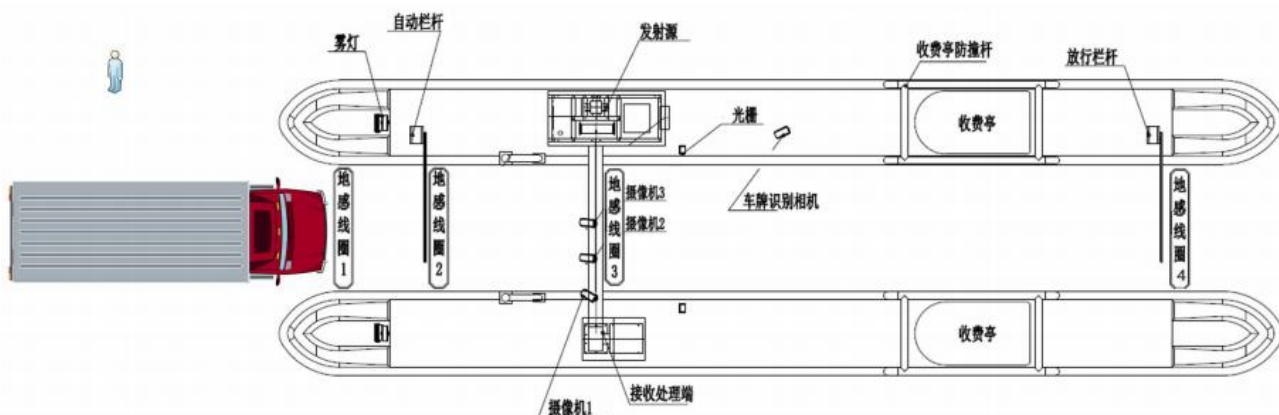 自动栏杆
雾灯
发射源
收费亭防撞杆
放行栏杆
光栅
收费亭
车牌识别相机
地感线圈1
地感线圈2
摄像机3
摄像机2
地感线圈3
地感线圈4
收费亭
接收处理端
摄像机1